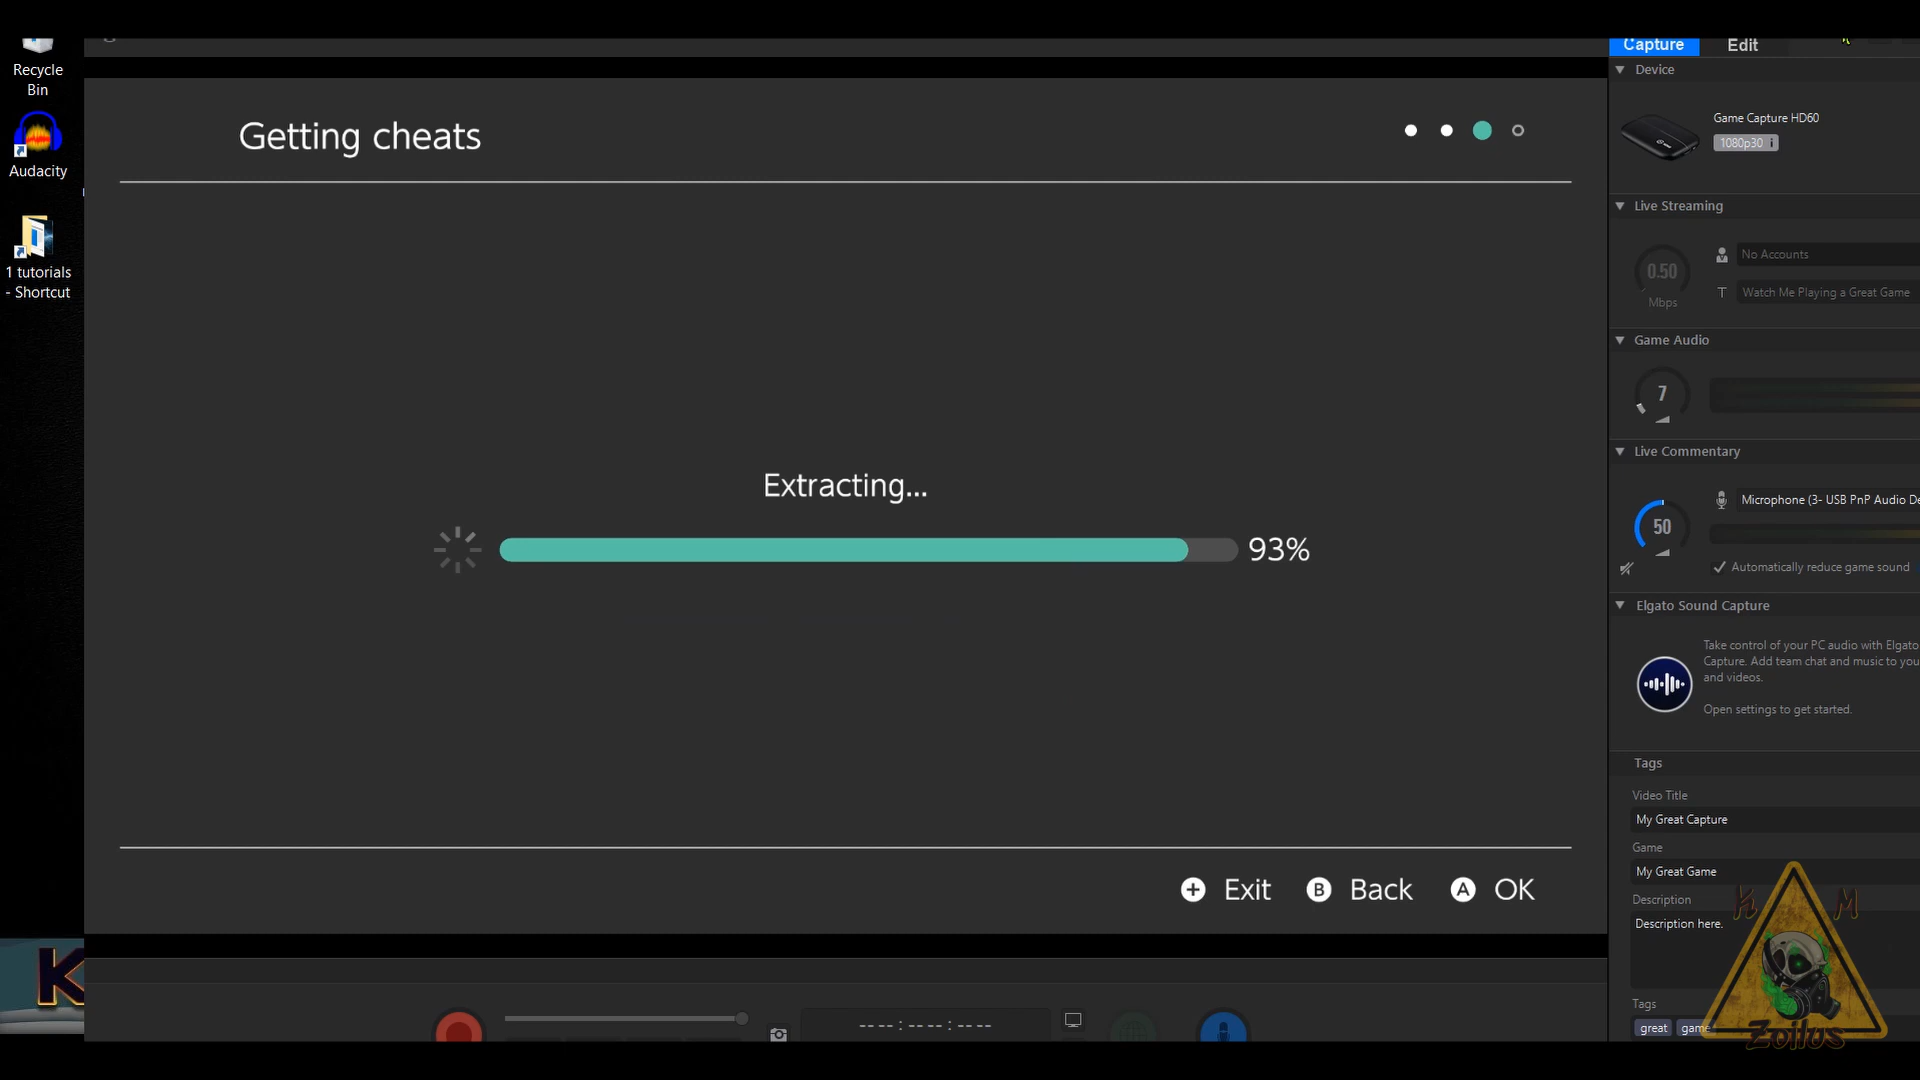 Recycle
Bin
Audacity
1 tutorials
- Shortcut
Getting cheats
Extracting...
93%
+ Exit B Back A OK
-- -- : -- -- : -- --
Capture Edit
Device
Game Capture HD60
1080p30 i
Live Streaming
0.50
Mbps
No Accounts
T Watch Me Playing a Great Game
Game Audio
7
Live Commentary
50
Microphone (3- USB PnP Audio De
Automatically reduce game sound
Elgato Sound Capture
Take control of your PC audio with Elgato
Capture. Add team chat and music to you
and videos.
Open settings to get started.
Tags
Video Title
My Great Capture
Game
My Great Game
Description
Description here.
Tags
great game
K M
Zoilus
K